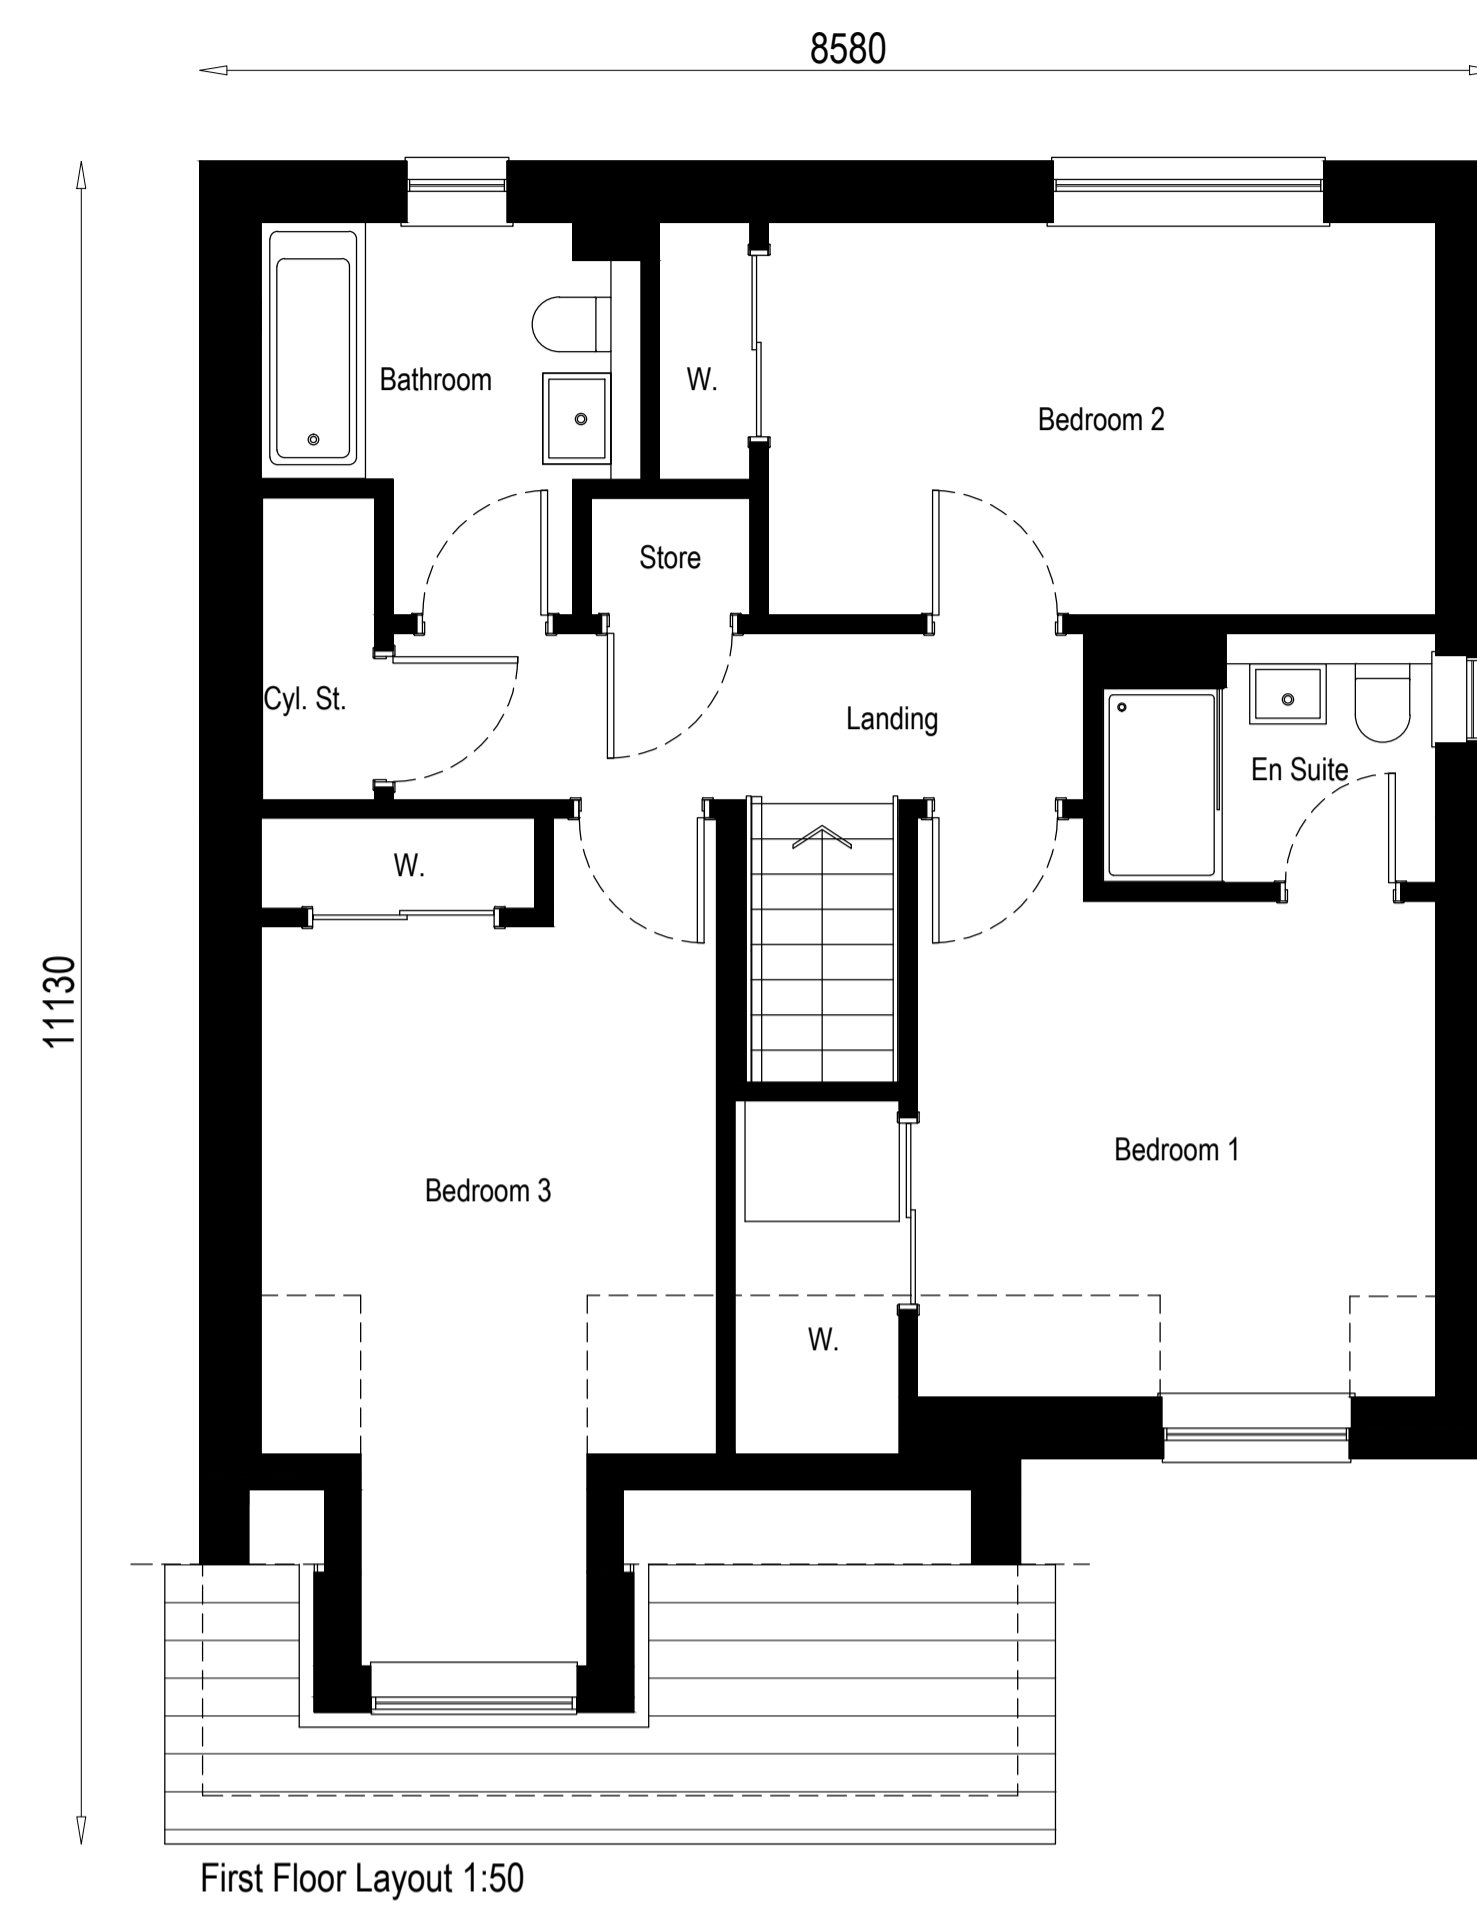 8580
Bathroom
W.
Bedroom 2
Store
Cyl. St.
Landing
En Suite
W.
11130
Bedroom 1
Bedroom 3
W.
First Floor Layout 1:50